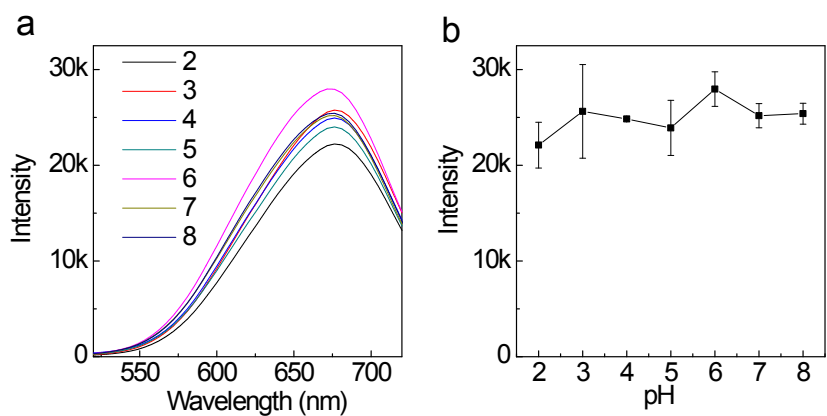 a
2
3
4
5
6
7
8
30k
20k
10k
0
Intensity
550 600 650 700
Wavelength (nm)
b
30k
20k
10k
0
Intensity
2 3 4 5 6 7 8
pH